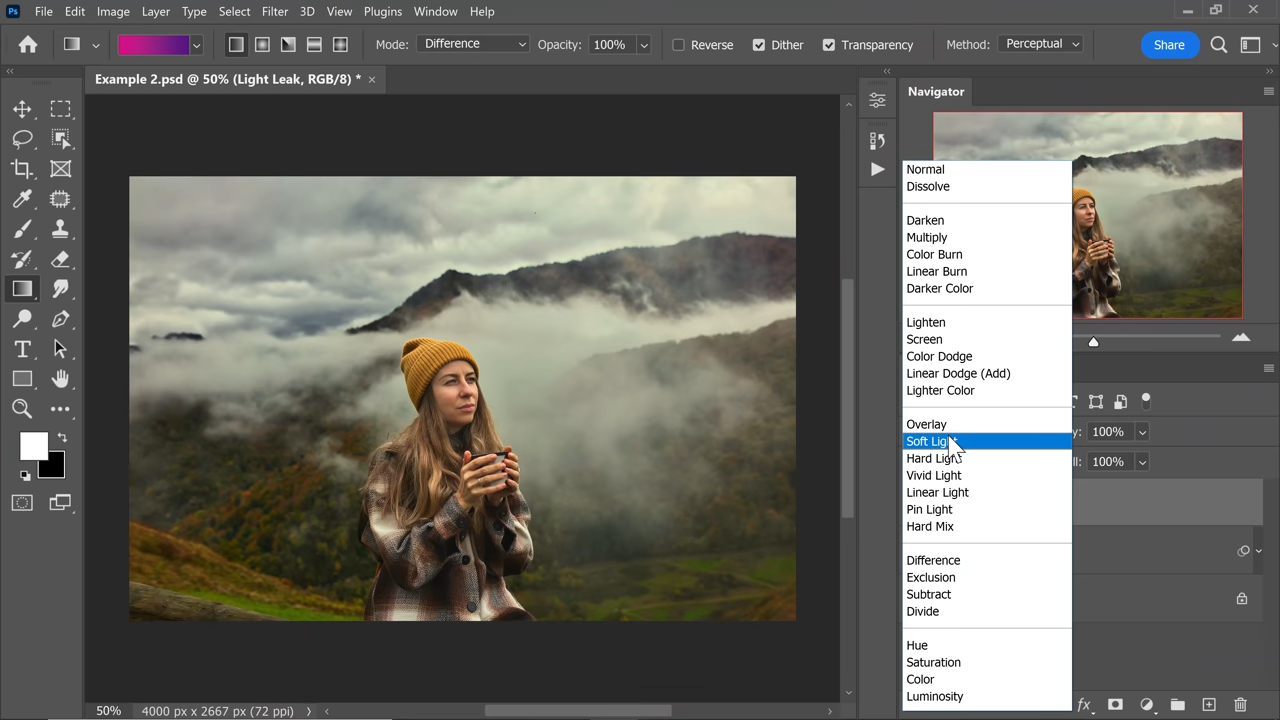 Ps File Edit Image Layer Type Select Filter 3D View Plugins Window Help
Mode: Difference Opacity: 100% Reverse Dither Transparency Method: Perceptual Share
Example 2.psd @ 50% (Light Leak, RGB/8) *
Navigator
Normal
Dissolve
Darken
Multiply
Color Burn
Linear Burn
Darker Color
Lighten
Screen
Color Dodge
Linear Dodge (Add)
Lighter Color
Overlay
100%
Soft Light
Hard Light
100%
Vivid Light
Linear Light
Pin Light
Hard Mix
Difference
Exclusion
Subtract
Divide
Hue
Saturation
Color
Luminosity
fx
50% 4000 px x 2667 px (72 ppi)